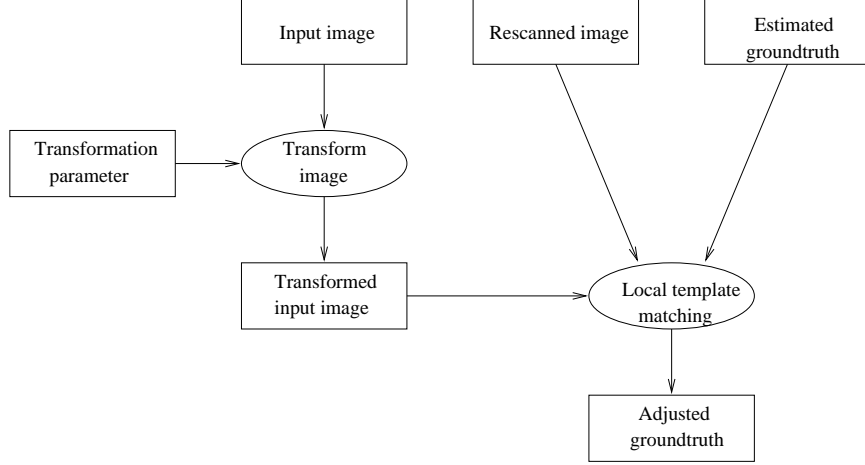 Input image
Rescanned image
Estimated
groundtruth
Transformation
parameter
Transform
image
Transformed
input image
Local template
matching
Adjusted
groundtruth